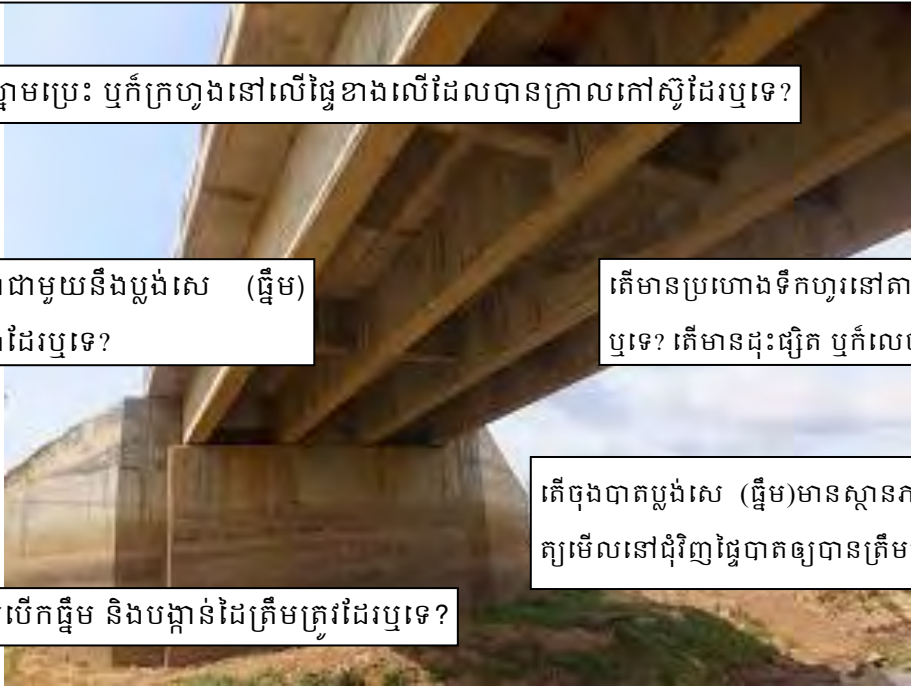 ប្រេះ ឬក៏ក្រហូងនៅលើផ្ទៃខាងលើដែលបានក្រាលកៅស៊ូដែរឬទេ?
ជាមួយនឹងប្លង់សេ (ធ្នឹម)
ដែរឬទេ?
តើមានប្រហោងទឹកហូរនៅតា
ឬទេ? តើមានដុះផ្សិត ឬក៏
តើចុងបាតប្លង់សេ (ធ្នឹម)មានស្ថានភ
ត្យមើលនៅជុំវិញផ្ទៃបាតឲ្យបានត្រឹម
បើកធ្នឹម និងបង្កាន់ដៃត្រឹមត្រូវដែរឬទេ?